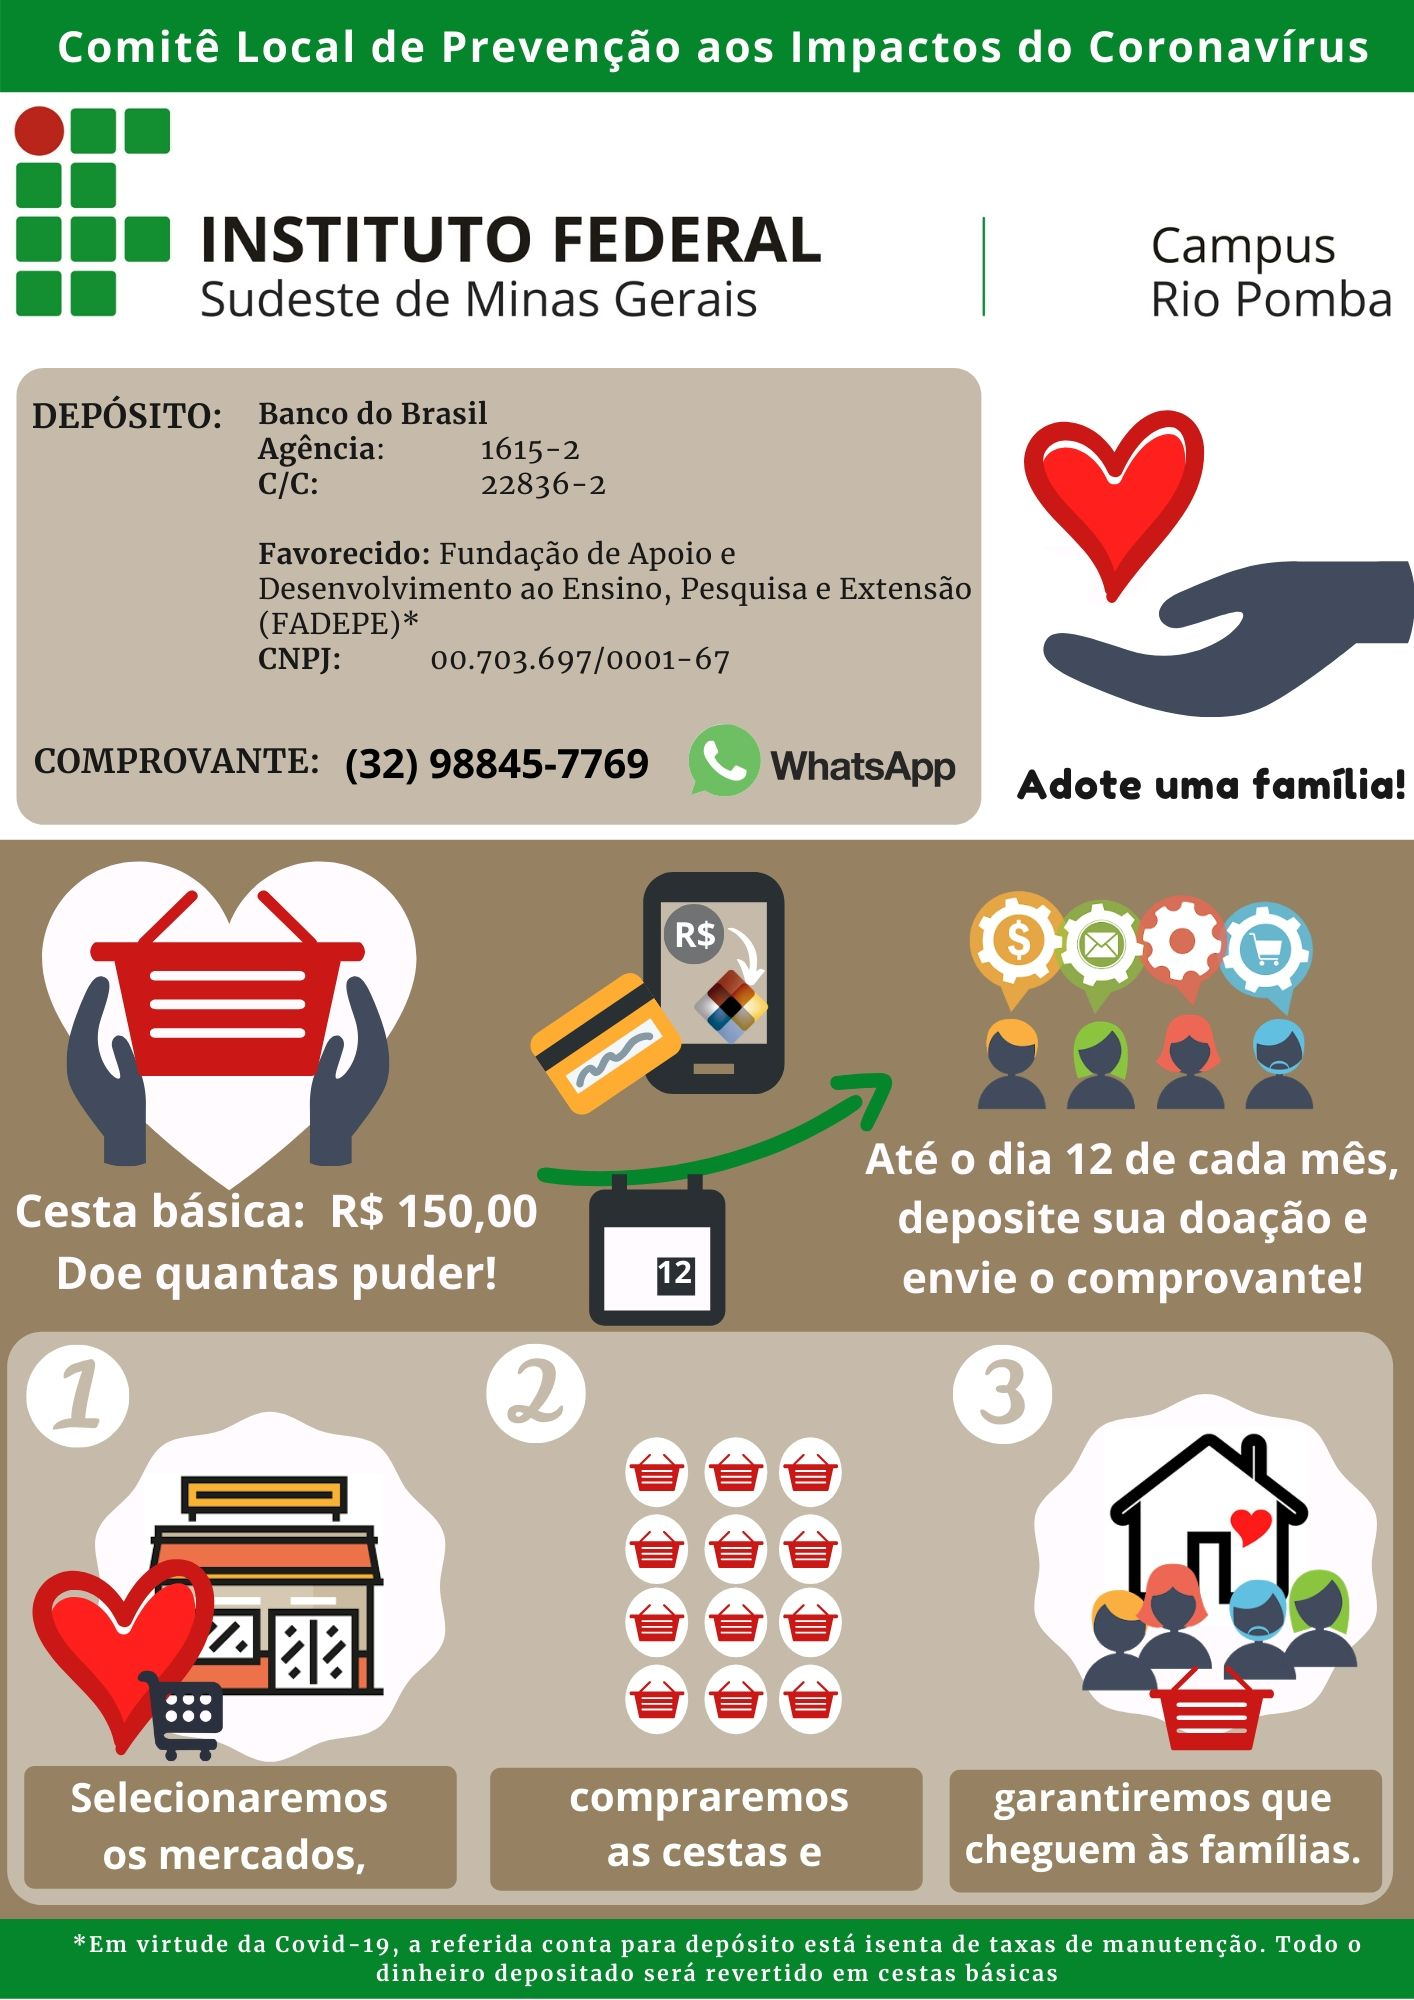 Comitê Local de Prevenção aos Impactos do Coronavírus
INSTITUTO FEDERAL
Sudeste de Minas Gerais
Campus
Rio Pomba
DEPÓSITO: Banco do Brasil
Agência: 1615-2
C/C: 22836-2
Favorecido: Fundação de Apoio e
Desenvolvimento ao Ensino, Pesquisa e Extensão
(FADEPE)*
CNPJ: 00.703.697/0001-67
COMPROVANTE: (32) 98845-7769 WhatsApp
Adote uma família!
R$
$
Cesta básica: R$ 150,00
Doe quantas puder!
12
Até o dia 12 de cada mês,
deposite sua doação e
envie o comprovante!
1
Selecionaremos
os mercados,
2
compraremos
as cestas e
3
garantiremos que
cheguem às famílias.
*Em virtude da Covid-19, a referida conta para depósito está isenta de taxas de manutenção. Todo o
dinheiro depositado será revertido em cestas básicas